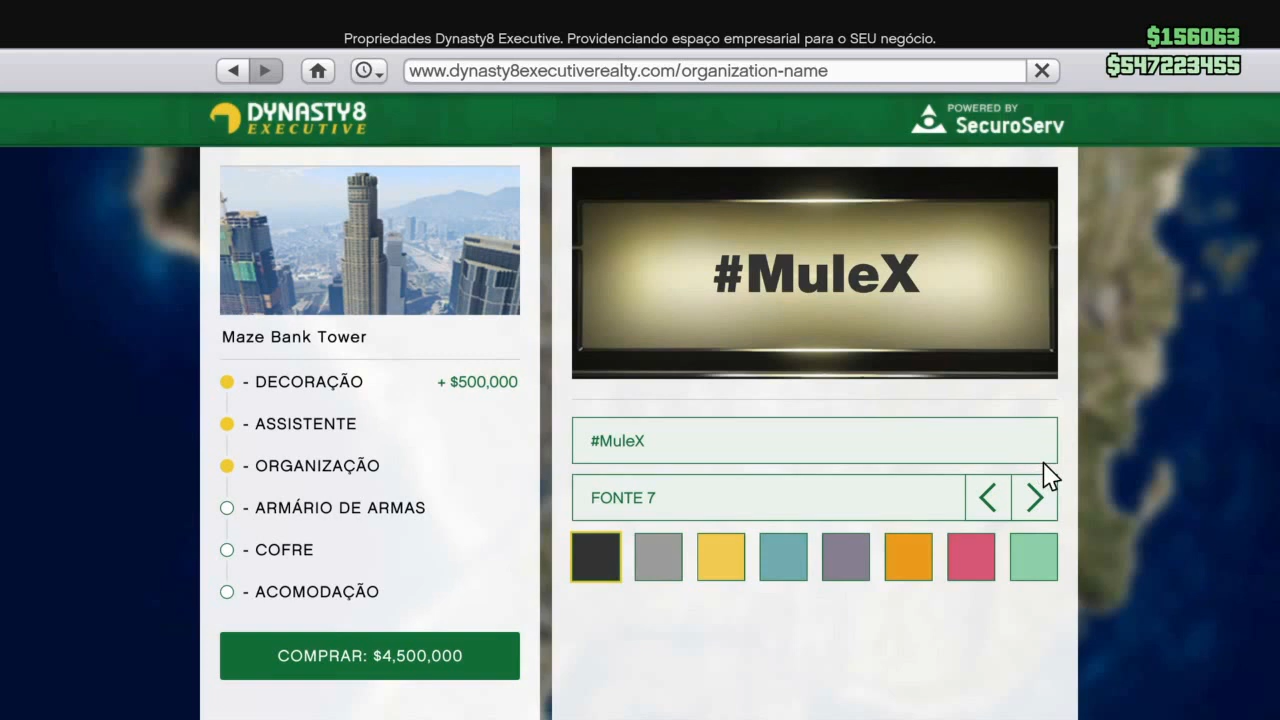 Propriedades Dynasty8 Executive. Providenciando espaço empresarial para o SEU negócio.
$156063
$547223455
www.dynasty8executiverealty.com/organization-name
DYNASTY8
EXECUTIVE
POWERED BY
SecuroServ
Maze Bank Tower
- DECORAÇÃO + $500,000
- ASSISTENTE
- ORGANIZAÇÃO
- ARMÁRIO DE ARMAS
- COFRE
- ACOMODAÇÃO
COMPRAR: $4,500,000
#MuleX
#MuleX
FONTE 7